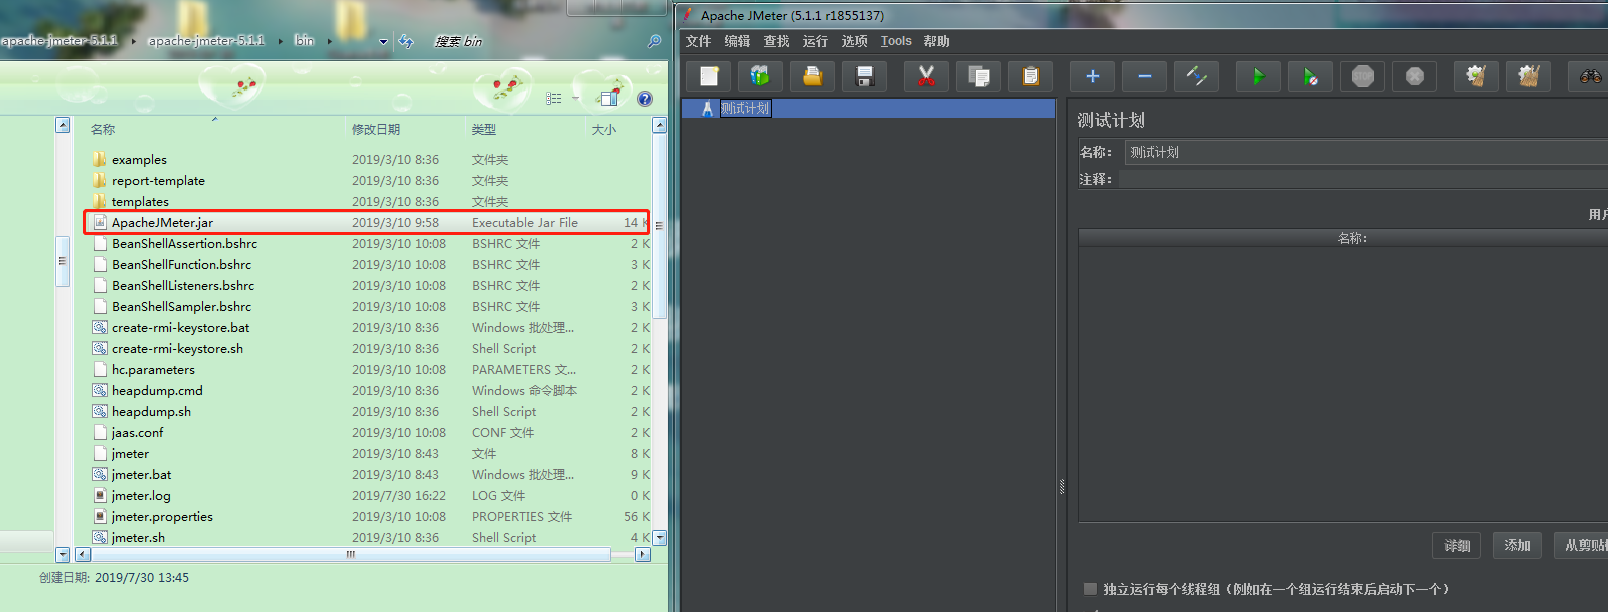 apache-jmeter-5.1.1 ▸ apache-jmeter-5.1.1 ▸ bin ▸
搜索 bin
名称 修改日期 类型 大小
examples 2019/3/10 8:36 文件夹
report-template 2019/3/10 8:36 文件夹
templates 2019/3/10 8:36 文件夹
ApacheJMeter.jar 2019/3/10 9:58 Executable Jar File 14 K
BeanShellAssertion.bshrc 2019/3/10 10:08 BSHRC 文件 2 K
BeanShellFunction.bshrc 2019/3/10 10:08 BSHRC 文件 3 K
BeanShellListeners.bshrc 2019/3/10 10:08 BSHRC 文件 2 K
BeanShellSampler.bshrc 2019/3/10 10:08 BSHRC 文件 3 K
create-rmi-keystore.bat 2019/3/10 8:36 Windows 批处理... 2 K
create-rmi-keystore.sh 2019/3/10 8:36 Shell Script 2 K
hc.parameters 2019/3/10 10:08 PARAMETERS 文... 2 K
heapdump.cmd 2019/3/10 8:36 Windows 命令脚本 2 K
heapdump.sh 2019/3/10 8:36 Shell Script 2 K
jaas.conf 2019/3/10 10:08 CONF 文件 2 K
jmeter 2019/3/10 8:43 文件 8 K
jmeter.bat 2019/3/10 8:43 Windows 批处理... 9 K
jmeter.log 2019/7/30 16:22 LOG 文件 0 K
jmeter.properties 2019/3/10 10:08 PROPERTIES 文件 56 K
jmeter.sh 2019/3/10 8:36 Shell Script 4 K
创建日期: 2019/7/30 13:45
Apache JMeter (5.1.1 r1855137)
文件 编辑 查找 运行 选项 Tools 帮助
STOP
测试计划
测试计划
名称： 测试计划
注释：
用户
名称：
详细 添加 从剪贴
独立运行每个线程组（例如在一个组运行结束后启动下一个）